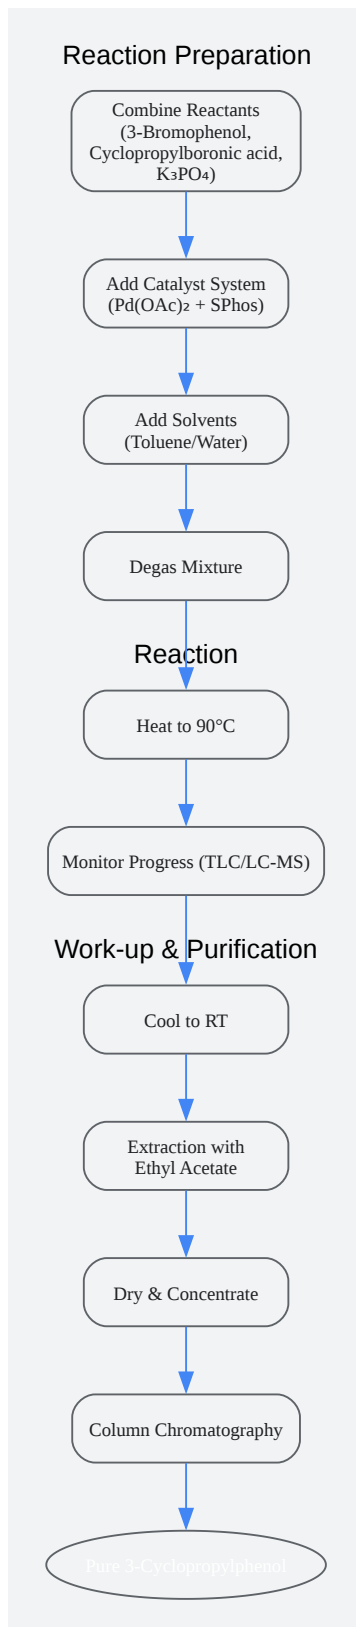 Reaction Preparation
Combine Reactants
(3-Bromophenol,
Cyclopropylboronic acid,
K₃PO₄)
Add Catalyst System
(Pd(OAc)₂ + SPhos)
Add Solvents
(Toluene/Water)
Degas Mixture
Reaction
Heat to 90°C
Monitor Progress (TLC/LC-MS)
Work-up & Purification
Cool to RT
Extraction with
Ethyl Acetate
Dry & Concentrate
Column Chromatography
Pure 3-Cyclopropylphenol